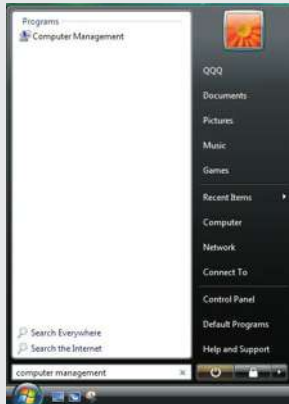 Programs
Computer Management
Search Everywhere
Search the Internet
computer management
QQQ
Documents
Pictures
Music
Games
Recent Items
Computer
Network
Connect To
Control Panel
Default Programs
Help and Support